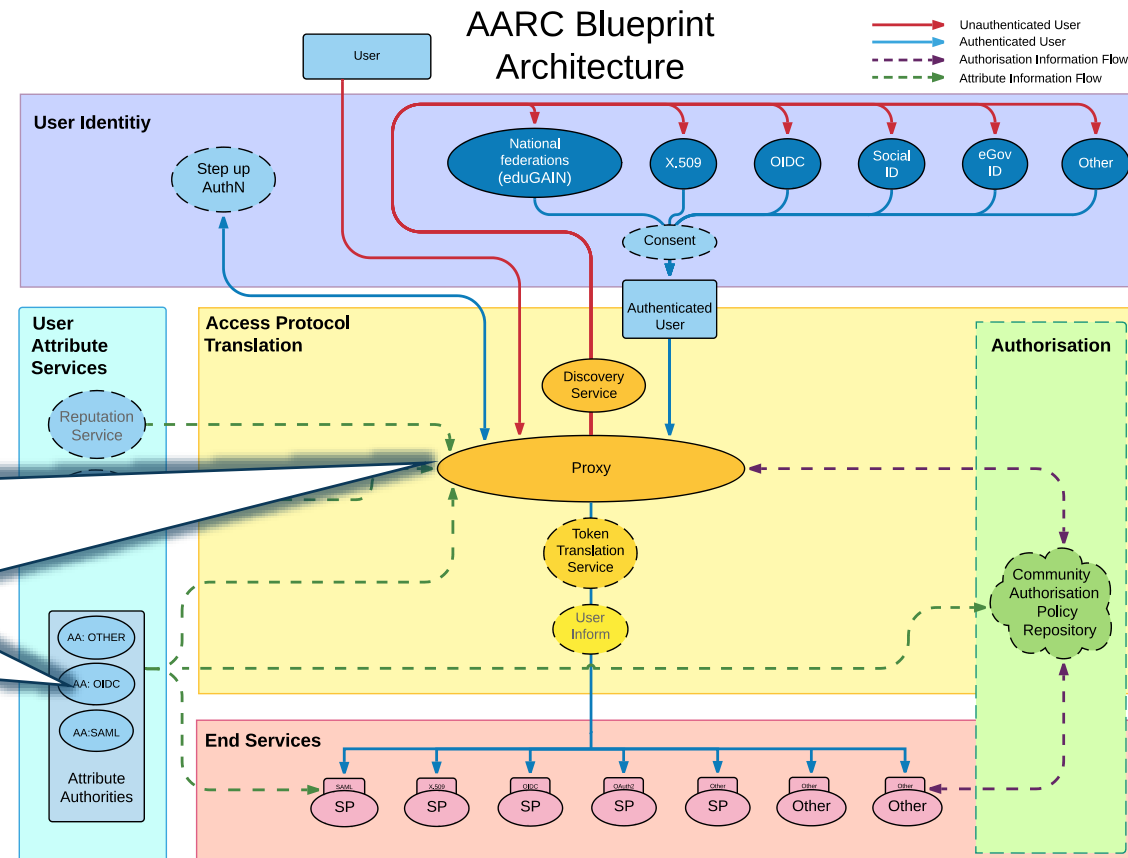 AARC Blueprint
Architecture
User
Unauthenticated User
Authenticated User
Authorisation Information Flow
Attribute Information Flow
User Identitiy
Step up
AuthN
National
federations
(eduGAIN)
X.509
OIDC
Social
ID
eGov
ID
Other
Consent
Authenticated
User
User
Attribute
Services
Access Protocol
Translation
Authorisation
Reputation
Service
Discovery
Service
Proxy
Token
Translation
Service
User
Inform
Community
Authorisation
Policy
Repository
AA: OTHER
AA: OIDC
AA:SAML
Attribute
Authorities
End Services
SAML
SP
X.509
SP
OIDC
SP
OAuth2
SP
Other
SP
Other
Other
Other
Other